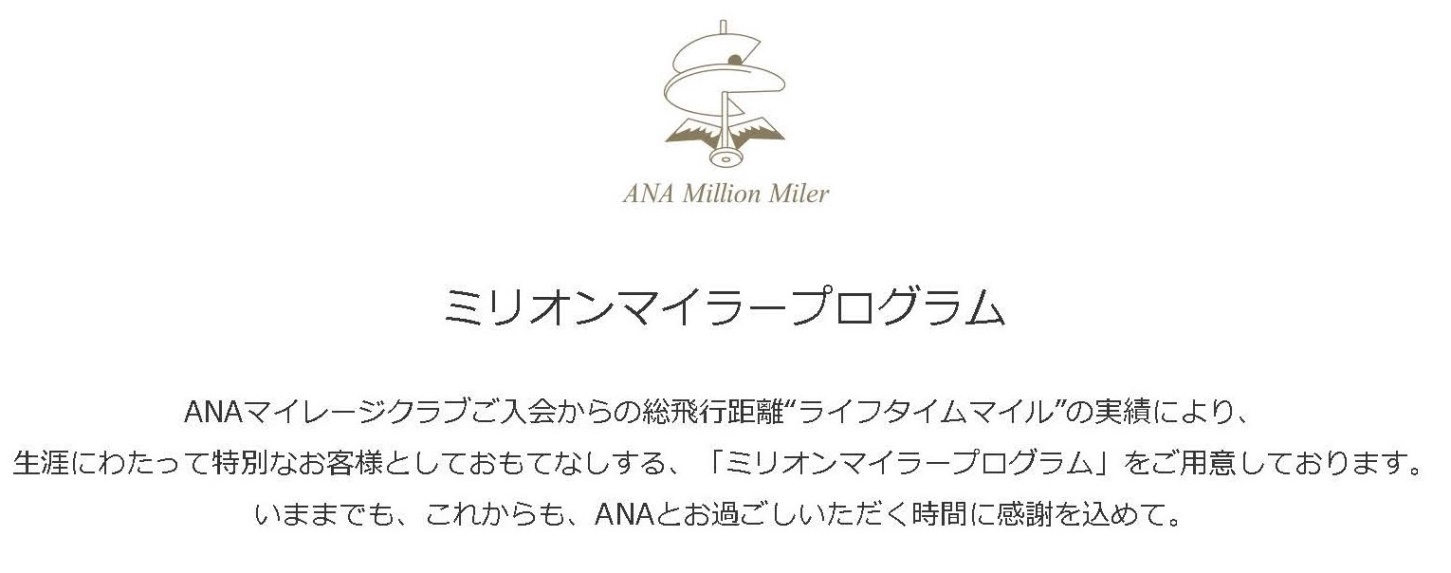 ANA Million Miler
ミリオンマイラープログラム
ANAマイレージクラブご入会からの総飛行距離“ライフタイムマイル”の実績により、
生涯にわたって特別なお客様としておもてなしする、「ミリオンマイラープログラム」をご用意しております。
いままでも、これからも、ANAとお過ごしいただく時間に感謝を込めて。